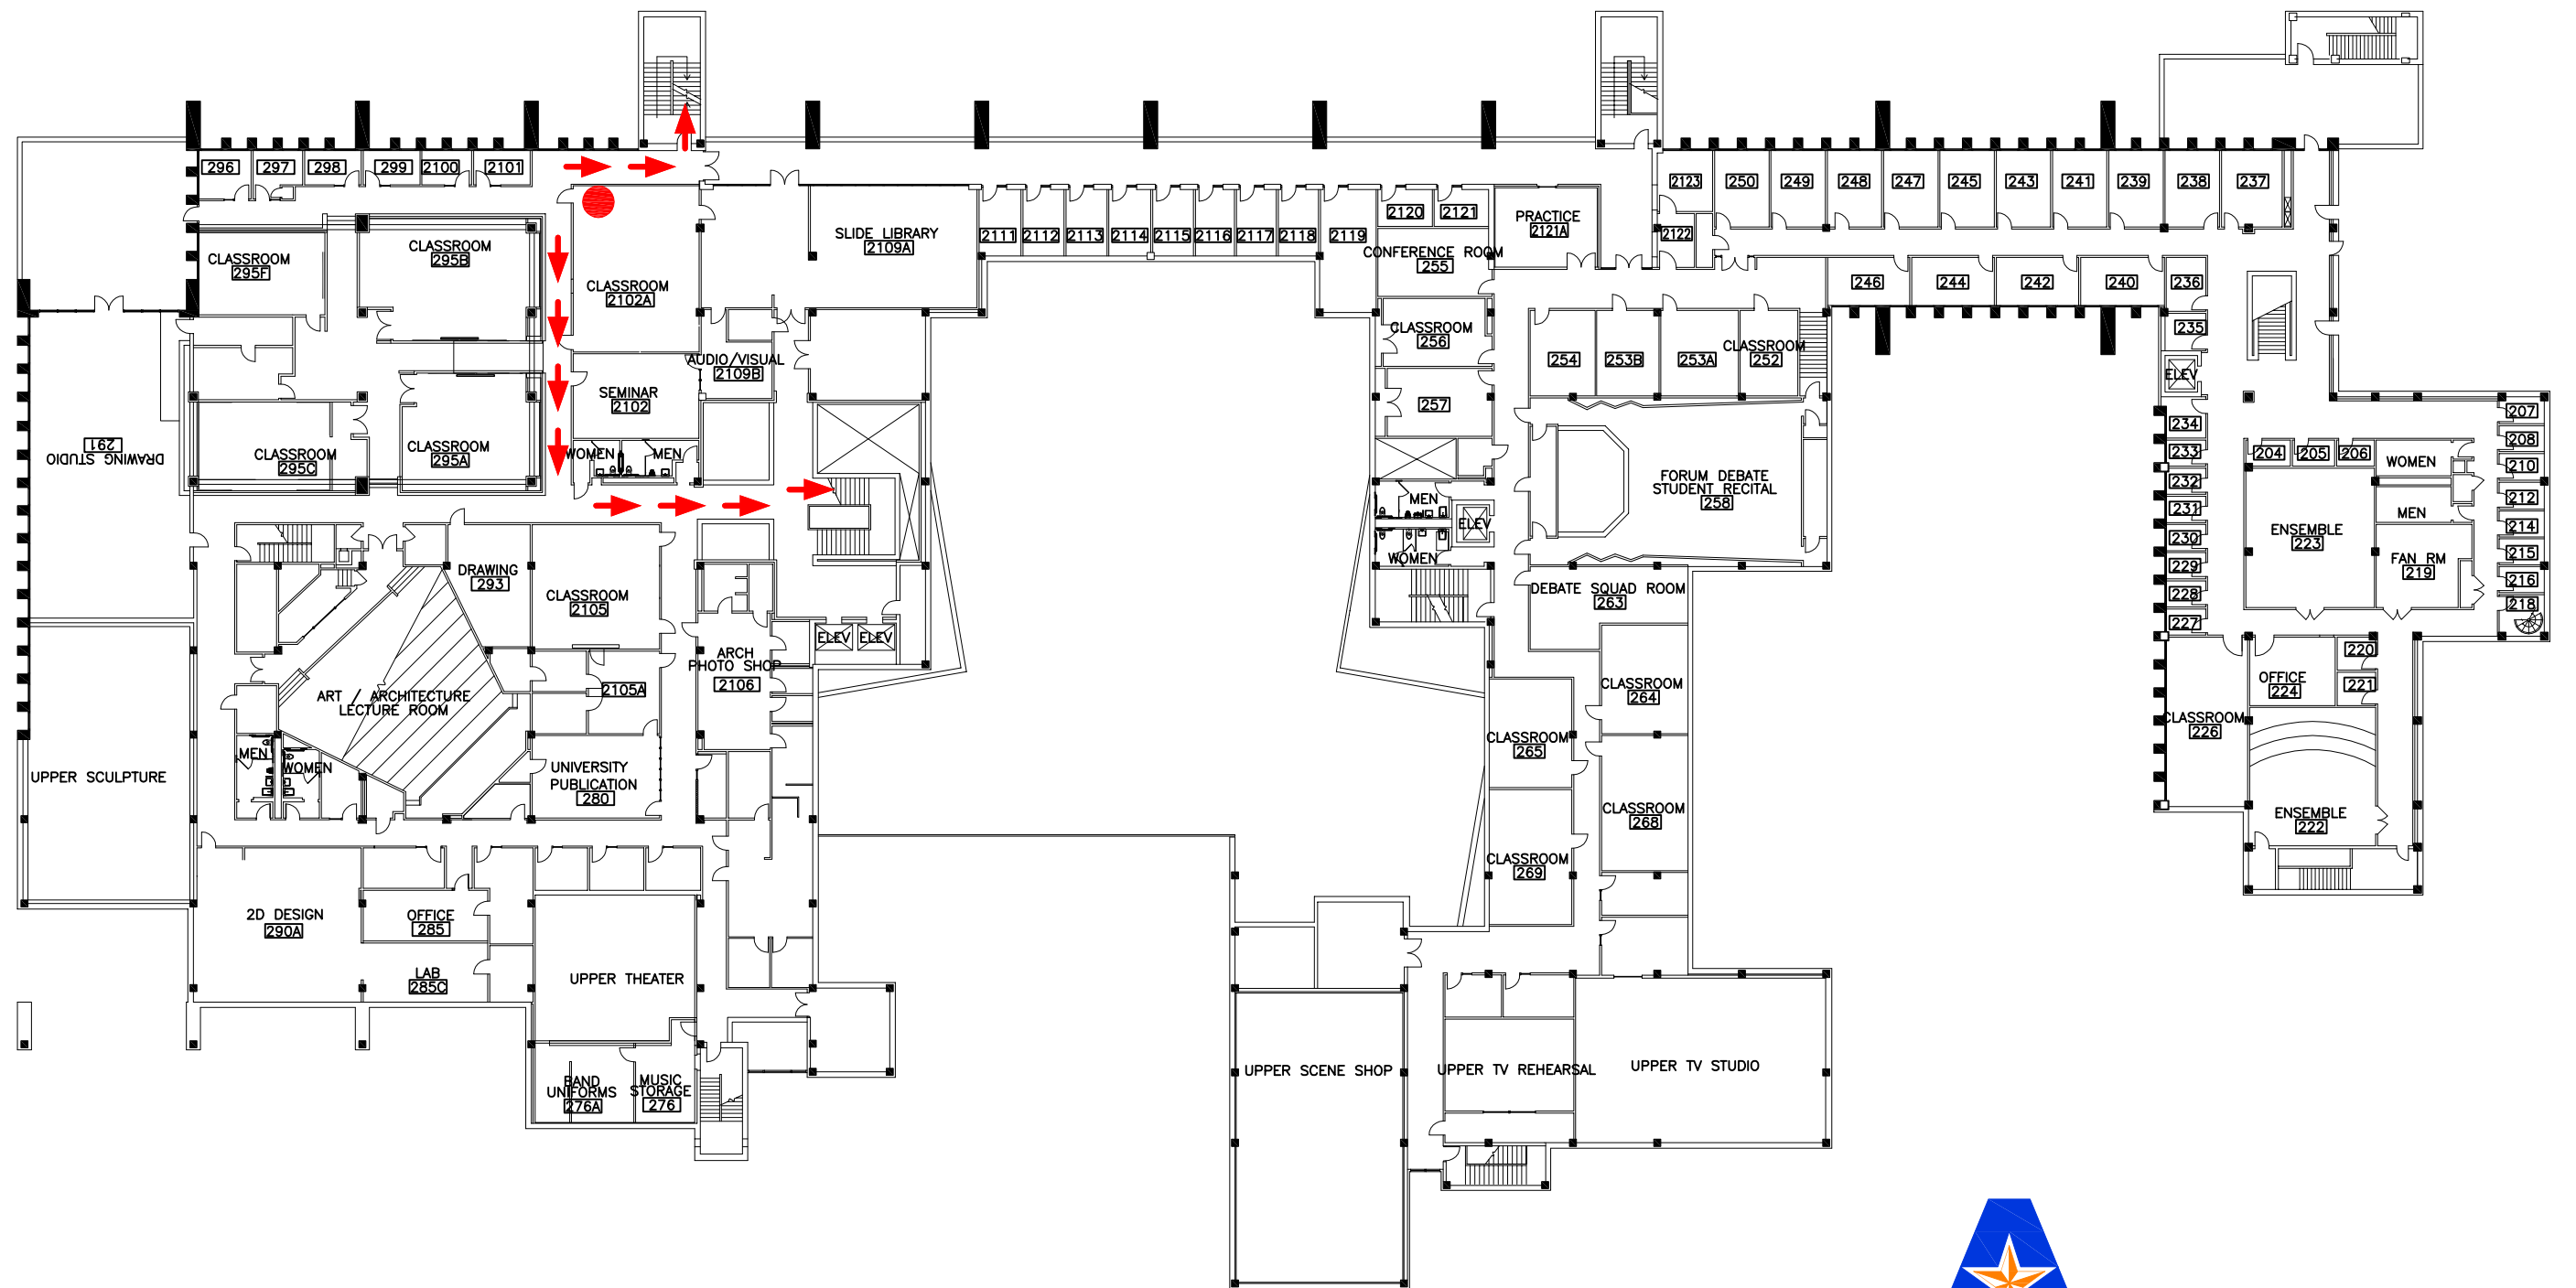 296
297
298
299
2100
2101
CLASSROOM
295F
CLASSROOM
295B
CLASSROOM
2102A
SLIDE LIBRARY
2109A
2111
2112
2113
2114
2115
2116
2117
2118
2119
2120
2121
CONFERENCE ROOM
255
PRACTICE
2121A
2123
2122
250
249
248
247
245
243
241
239
238
237
246
244
242
240
236
235
ELEV
AUDIO/VISUAL
2109B
SEMINAR
2102
WOMEN
MEN
DRAWING STUDIO
291
CLASSROOM
295C
CLASSROOM
295A
CLASSROOM
256
257
254
253B
253A
CLASSROOM
252
FORUM DEBATE
STUDENT RECITAL
258
MEN
ELEV
WOMEN
234
233
232
231
230
229
228
227
204
205
206
WOMEN
MEN
207
208
210
212
214
215
216
218
ENSEMBLE
223
FAN RM
219
DRAWING
293
CLASSROOM
2105
ELEV
ELEV
DEBATE SQUAD ROOM
263
ARCH
PHOTO SHOP
2106
2105A
ART / ARCHITECTURE
LECTURE ROOM
MEN
WOMEN
UPPER SCULPTURE
UNIVERSITY
PUBLICATION
280
CLASSROOM
264
CLASSROOM
265
CLASSROOM
268
CLASSROOM
269
OFFICE
224
220
221
CLASSROOM
226
ENSEMBLE
222
2D DESIGN
290A
OFFICE
285
LAB
285C
UPPER THEATER
BAND
UNIFORMS
276A
MUSIC
STORAGE
276
UPPER SCENE SHOP
UPPER TV REHEARSAL
UPPER TV STUDIO